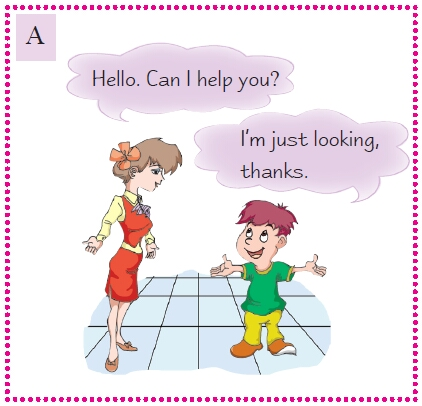 A
Hello. Can I help you?
I'm just looking,
thanks.